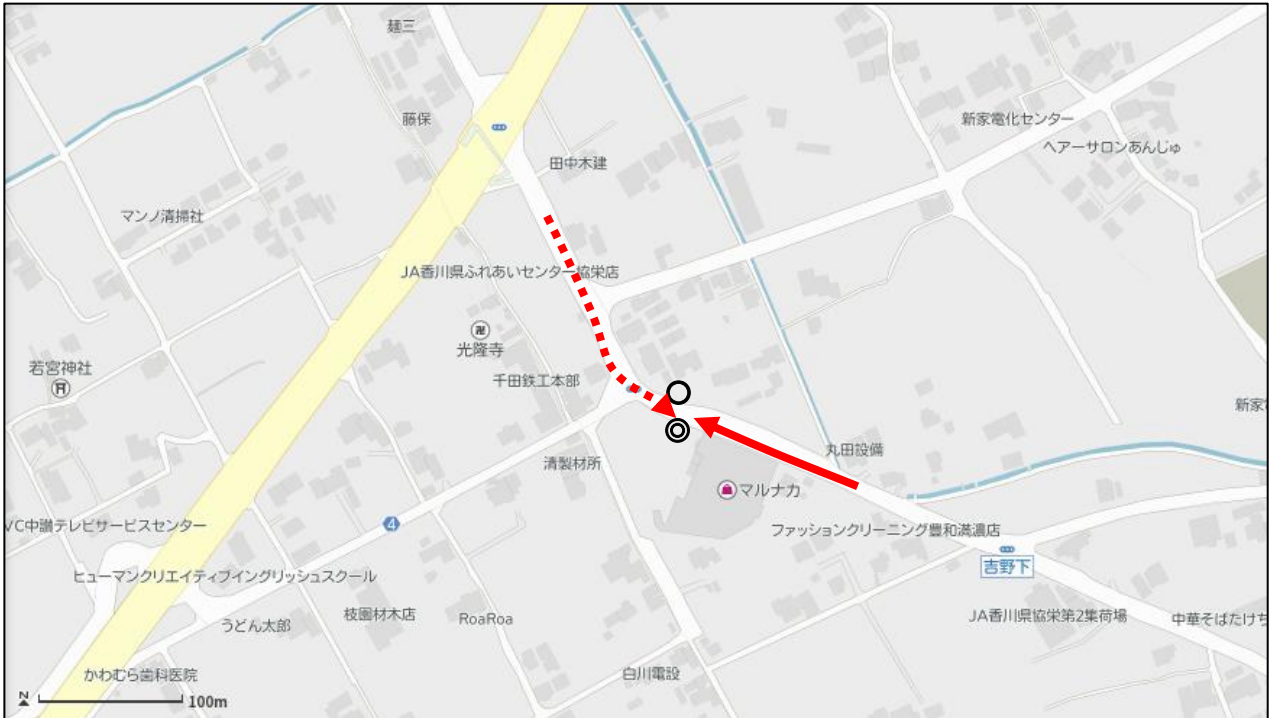 麺三
藤保
新家電化センター
ヘアーサロンあんじゅ
田中木建
マンノ清掃社
JA香川県ふれあいセンター協栄店
卍
光隆寺
若宮神社
千田鉄工本部
新家
丸田設備
清製材所
マルナカ
4
VC中讃テレビサービスセンター
ファッションクリーニング豊和満濃店
吉野下
ヒューマンクリエイティブイングリッシュスクール
枝園材木店
RoaRoa
うどん太郎
JA香川県協栄第2集荷場
中華そばたけち
かわむら歯科医院
白川電設
N
100m